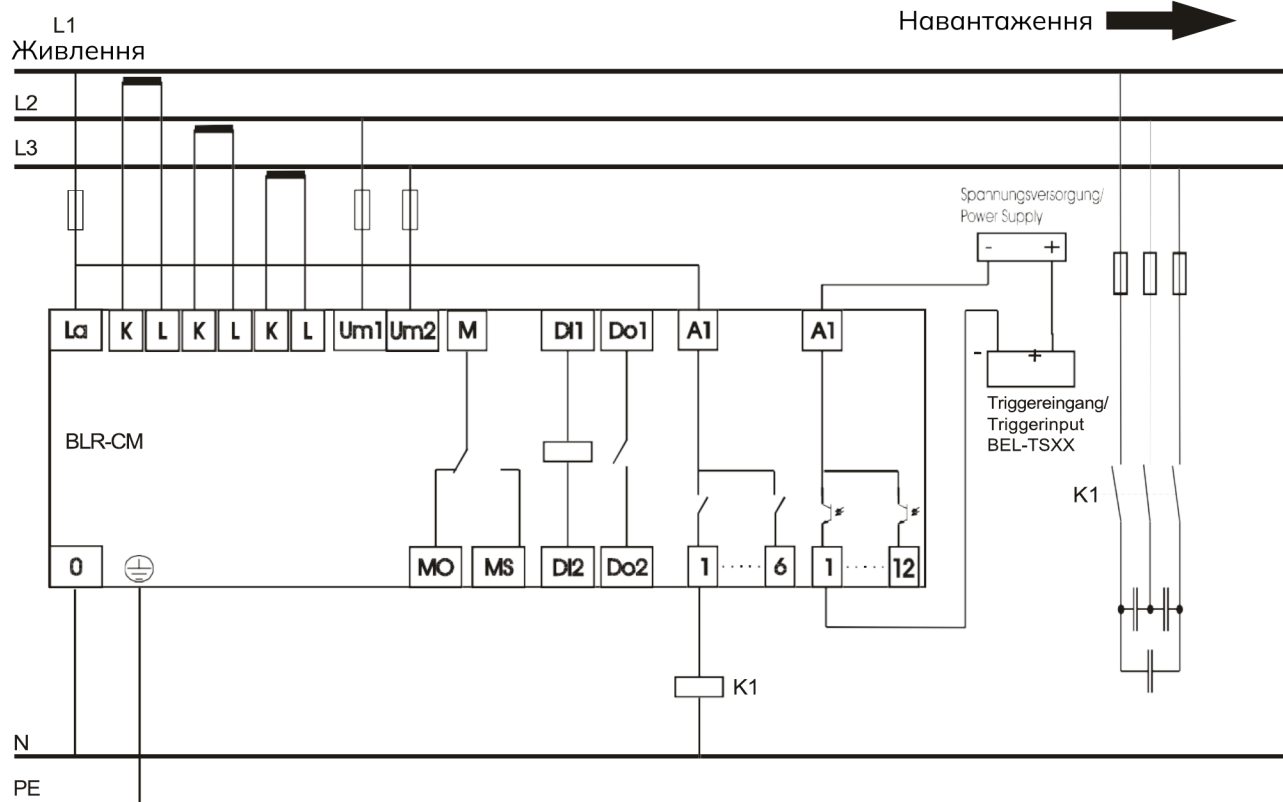 L1
Живлення
Навантаження
L2
L3
Spannungsversorgung/
Power Supply
- +
La K L K L K L Um1 Um2 M DI1 Do1 A1 A1
- +
Triggereingang/
Triggerinput
BEL-TSXX
BLR-CM
K1
0 MO MS DI2 Do2 1 ...... 6 1 ...... 12
K1
N
PE